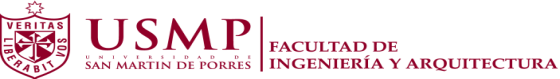 VERITAS
LIBERABIT VOS
USMP
UNIVERSIDAD DE
SAN MARTIN DE PORRES
FACULTAD DE
INGENIERÍA Y ARQUITECTURA